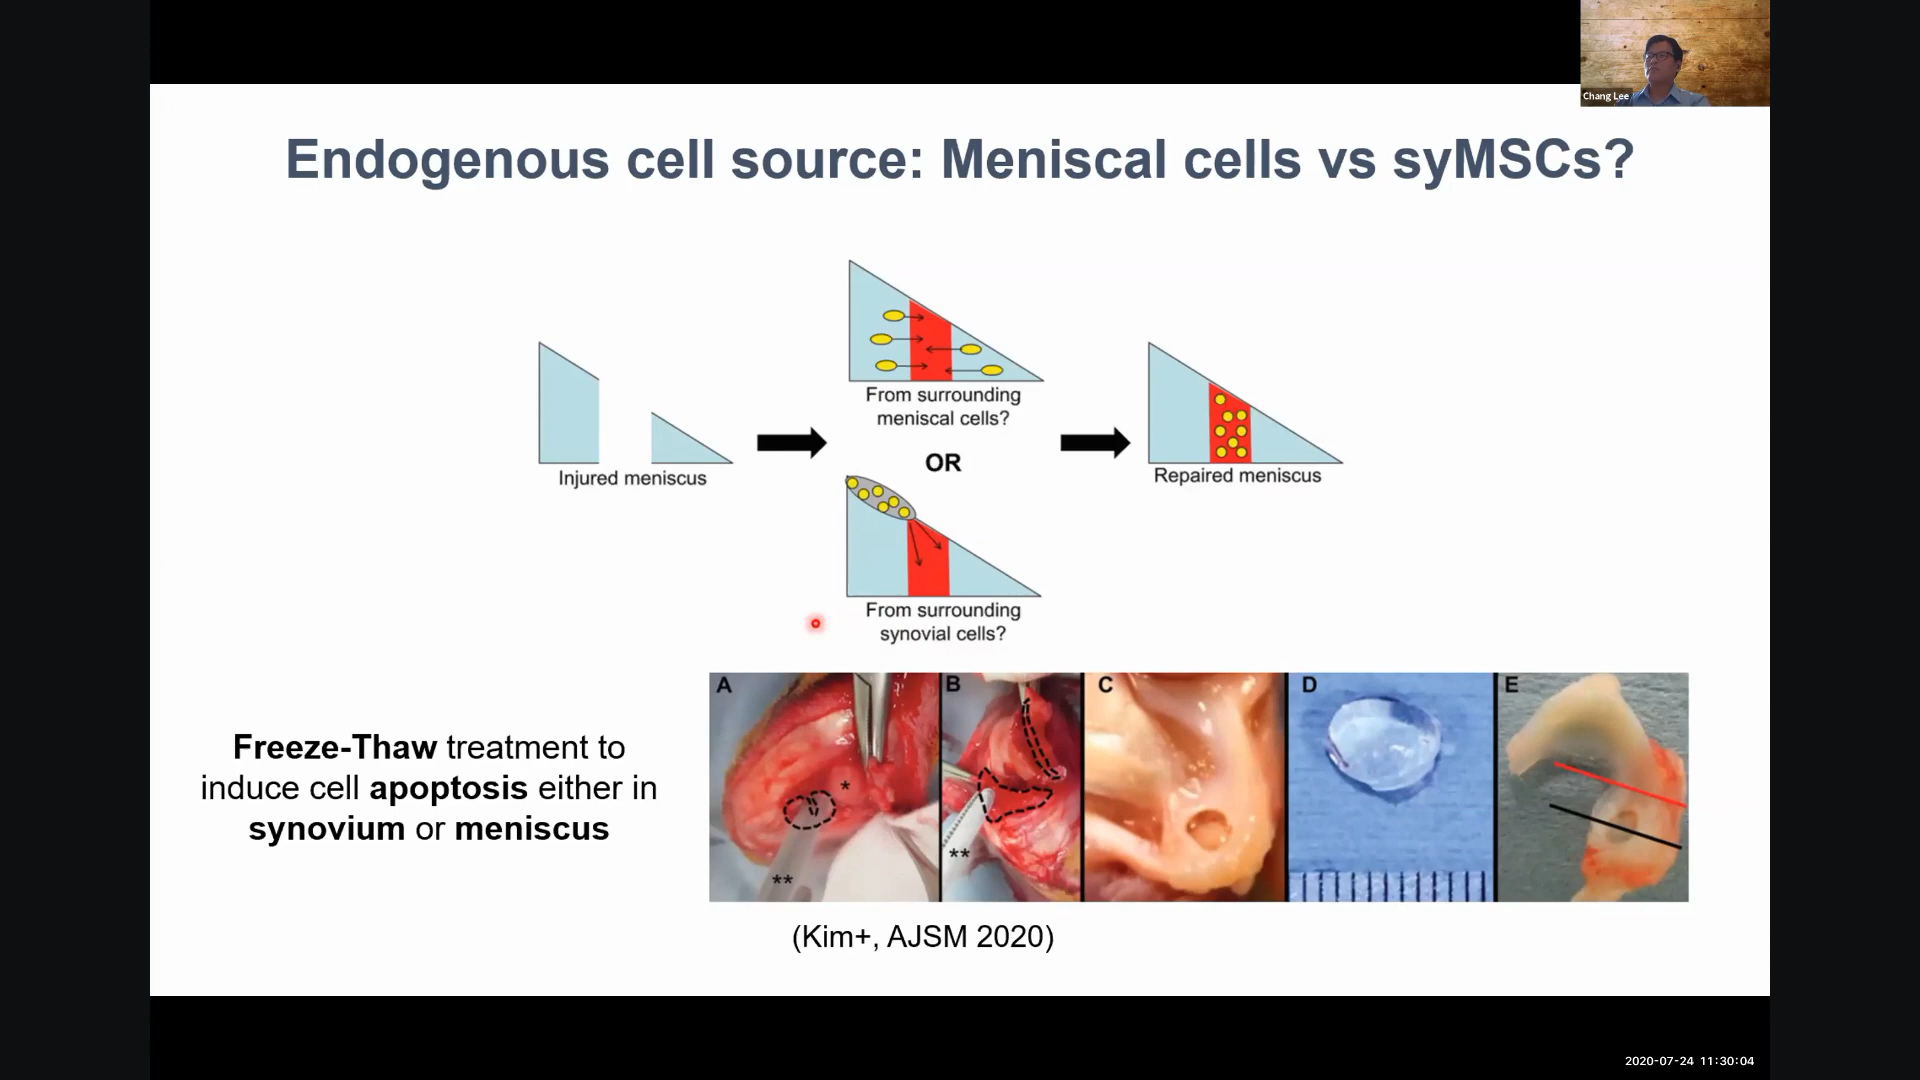 Chang Lee
Endogenous cell source: Meniscal cells vs syMSCs?
Injured meniscus
From surrounding
meniscal cells?
OR
From surrounding
synovial cells?
Repaired meniscus
Freeze-Thaw treatment to
induce cell apoptosis either in
synovium or meniscus
A
*
**
B
**
C
D
E
(Kim+, AJSM 2020)
2020-07-24 11:30:04